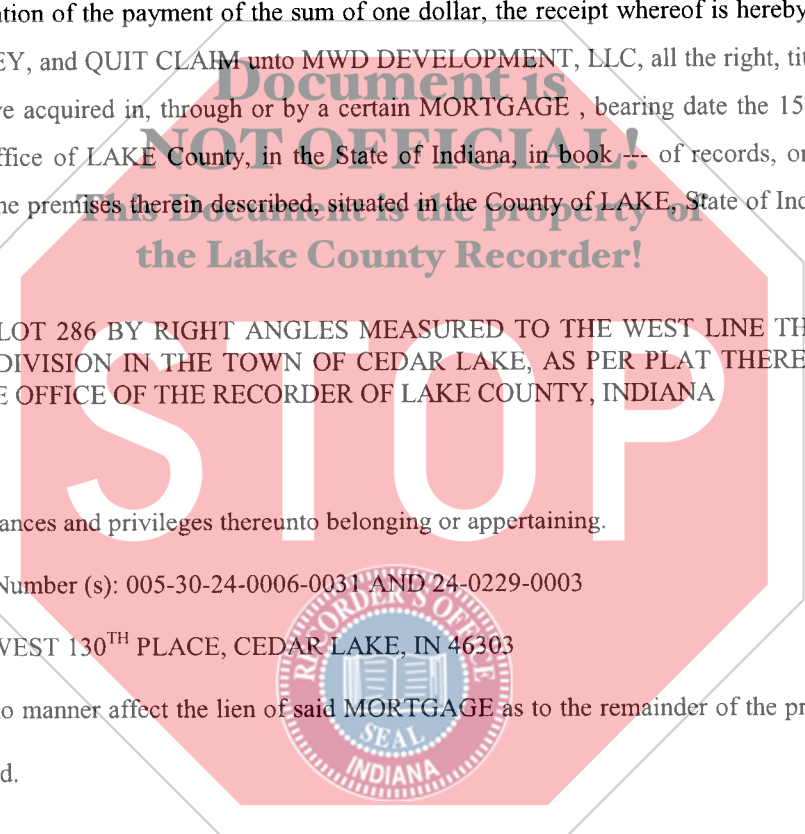 tion of the payment of the sum of one dollar, the receipt whereof is hereby
EY, and QUIT CLAIM unto MWD DEVELOPMENT, LLC, all the right, tit
Document is
ve acquired in, through or by a certain MORTGAGE , bearing date the 15
NOT OFFICIAL!
ffice of LAKE County, in the State of Indiana, in book --- of records, on
he premises therein described, situated in the County of LAKE, State of Ind
This Document is the property of
the Lake County Recorder!
LOT 286 BY RIGHT ANGLES MEASURED TO THE WEST LINE TH
DIVISION IN THE TOWN OF CEDAR LAKE, AS PER PLAT THERE
E OFFICE OF THE RECORDER OF LAKE COUNTY, INDIANA
STOP
ances and privileges thereunto belonging or appertaining.
Number (s): 005-30-24-0006-0031 AND 24-0229-0003
WEST 130TH PLACE, CEDAR LAKE, IN 46303
RECORDER'S OFFICE
o manner affect the lien of said MORTGAGE as to the remainder of the pr
SEAL
INDIANA
d.